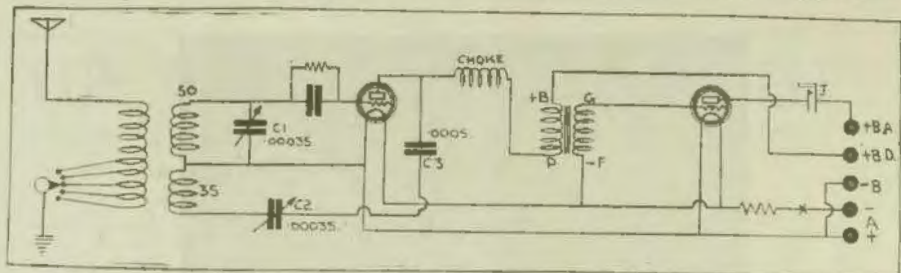 50
C1
.00035
35
C2
.00035
.0005
C3
CHOKE
+B
P
G
-F
J
+BA
+BD
-B
-
A
+